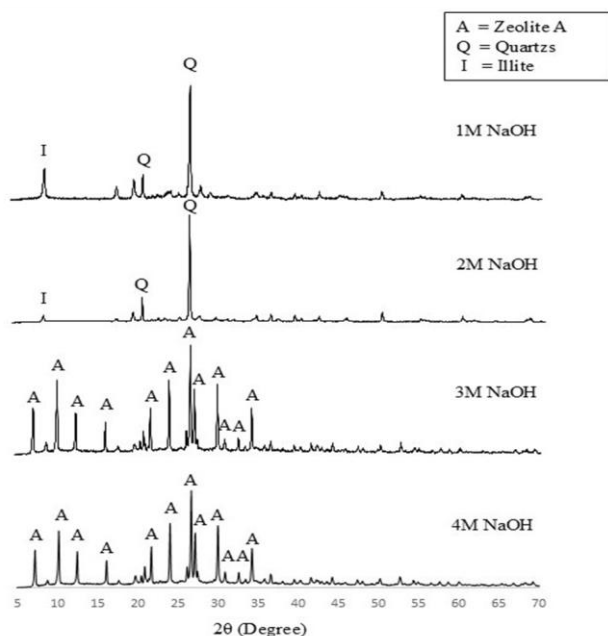 A = Zeolite A
Q = Quartzs
I = Illite
Q
1M NaOH
I
Q
Q
2M NaOH
Q
I
A
3M NaOH
A
A
A
A
A
A
A
A
A
A
A
A
4M NaOH
A
A
A
A
A
A
A
A
A
A
A
5 10 15 20 25 30 35 40 45 50 55 60 65 70
2θ (Degree)